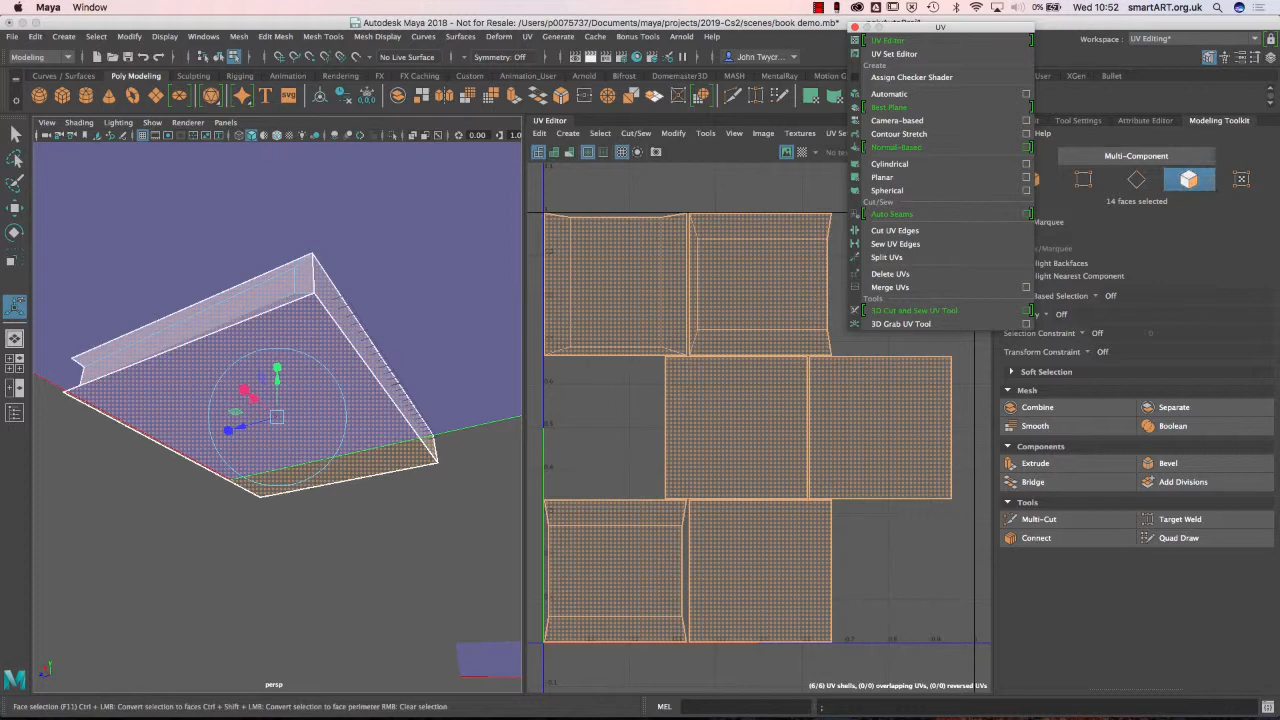 Maya Window
Wed 10:52 smartART.org.uk
Autodesk Maya 2018 - Not for Resale: /Users/p0075737/Documents/maya/projects/2019-Cs2/scenes/book demo.mb*
UV
File Edit Create Select Modify Display Windows Mesh Edit Mesh Mesh Tools Mesh Display Curves Surfaces Deform UV Generate Cache Bonus Tools Arnold Help
Workspace : UV Editing*
Modeling
No Live Surface
Symmetry: Off
John Twycr...
Curves / Surfaces Poly Modeling Rigging Animation Rendering FX FX Caching Animation_User Arnold Bifrost Domemaster3D MASH MentalRay Motion G
User XGen Bullet
View Shading Lighting Show Renderer Panels
0.00
1.0
persp
UV Editor
Edit Create Select Cut/Sew Modify Tools View Image Textures UV Se
No te
UV Editor
UV Set Editor
Create
Assign Checker Shader
Automatic
Best Plane
Camera-based
Contour Stretch
Normal-Based
Cylindrical
Planar
Spherical
Cut/Sew
Auto Seams
Cut UV Edges
Sew UV Edges
Split UVs
Delete UVs
Merge UVs
Tools
3D Cut and Sew UV Tool
3D Grab UV Tool
(6/6) UV shells, (0/0) overlapping UVs, (0/0) reversed UVs
Tool Settings Attribute Editor Modeling Toolkit
Help
Multi-Component
14 faces selected
Marquee
/Marquee
light Backfaces
light Nearest Component
Based Selection Off
Off
Selection Constraint Off
0
Transform Constraint Off
Soft Selection
Mesh
Combine Separate
Smooth Boolean
Components
Extrude Bevel
Bridge Add Divisions
Tools
Multi-Cut Target Weld
Connect Quad Draw
Face selection (F11) Ctrl + LMB: Convert selection to faces Ctrl + Shift + LMB: Convert selection to face perimeter RMB: Clear selection
MEL
;